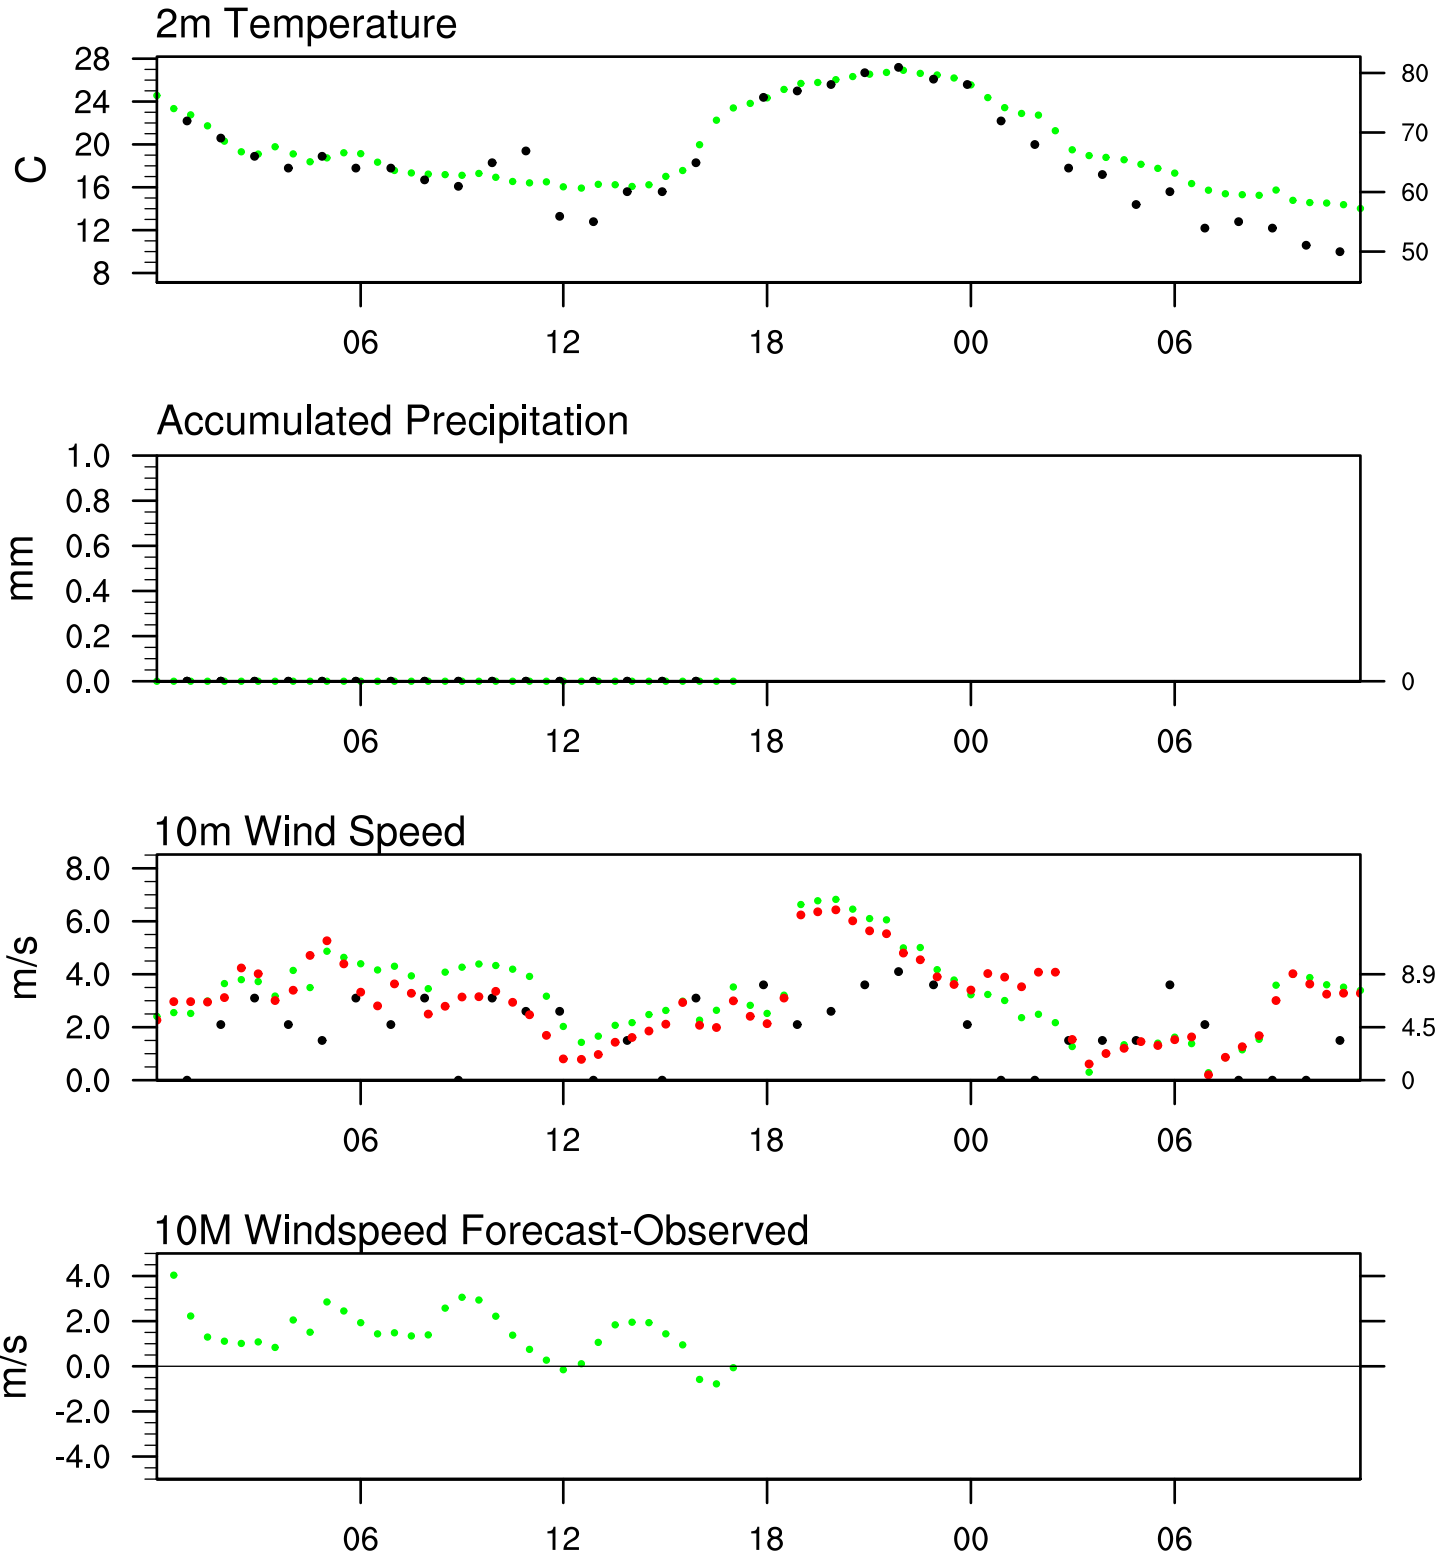 2m Temperature
28
24
20
16
12
8
C
80
70
60
50
06 12 18 00 06
Accumulated Precipitation
1.0
0.8
0.6
0.4
0.2
0.0
mm
0
06 12 18 00 06
10m Wind Speed
8.0
6.0
4.0
2.0
0.0
m/s
8.9
4.5
0
06 12 18 00 06
10M Windspeed Forecast-Observed
4.0
2.0
0.0
-2.0
-4.0
m/s
06 12 18 00 06